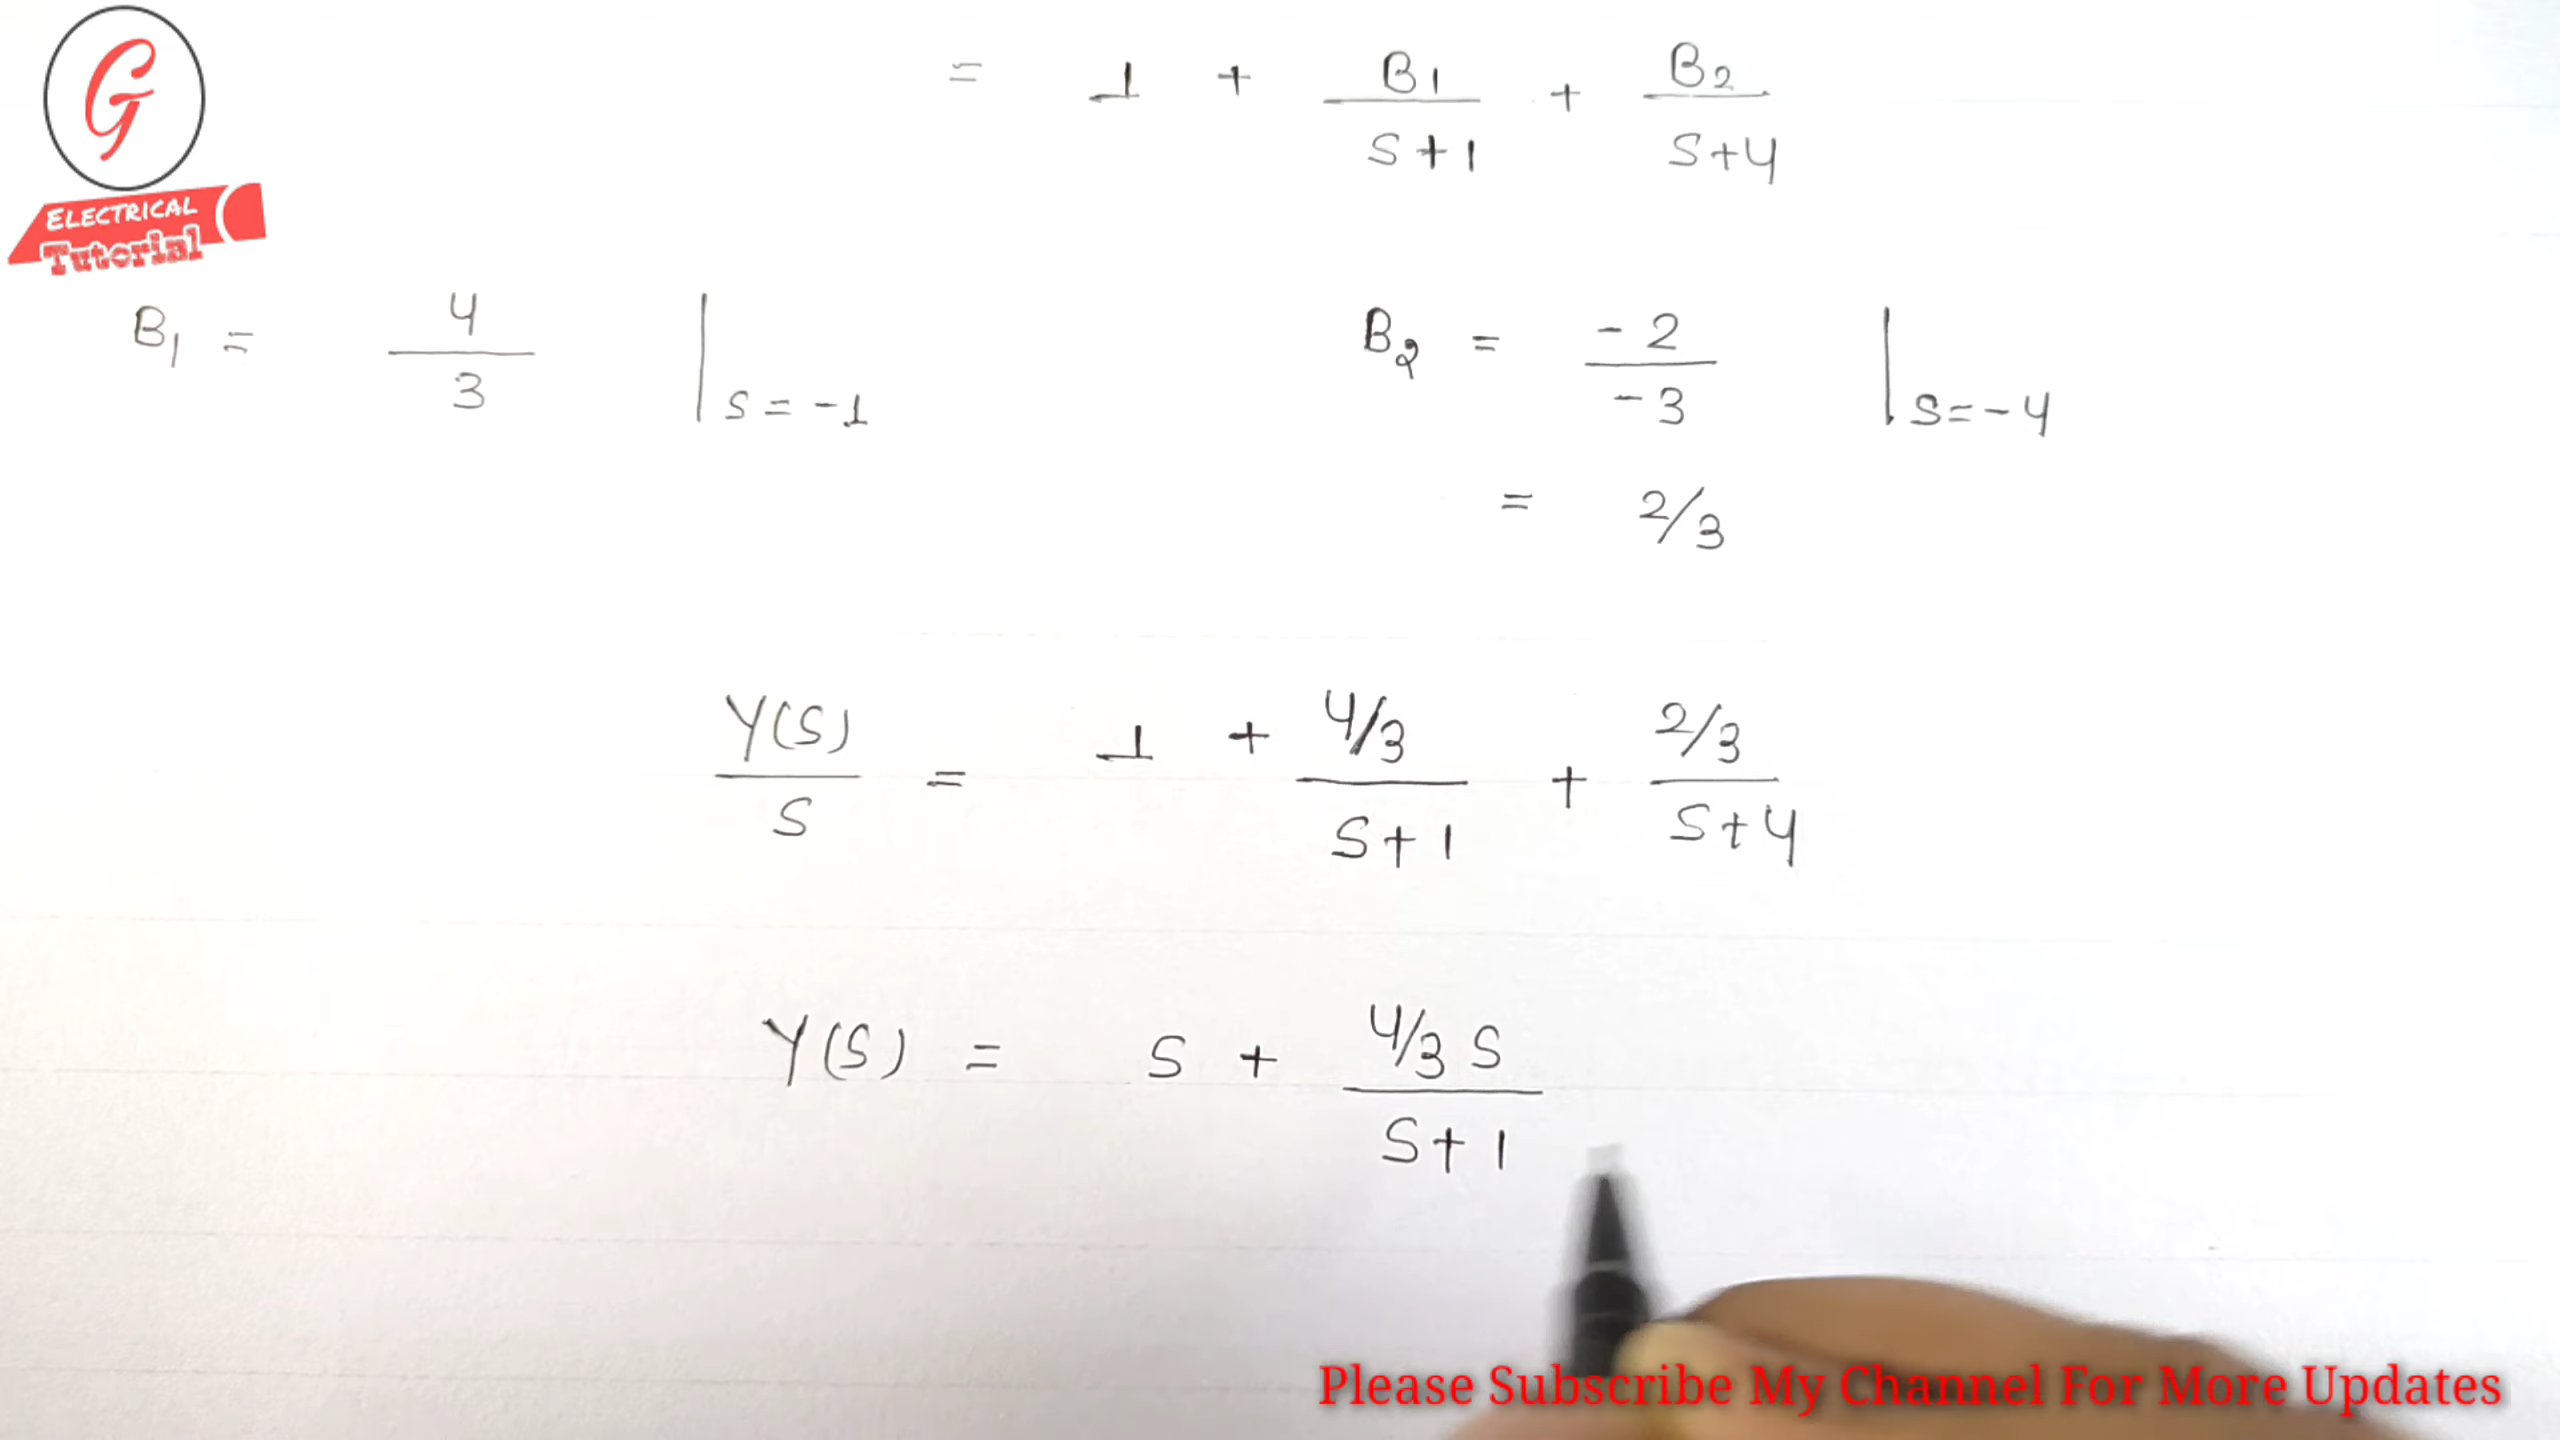 G
ELECTRICAL
Tutorial
= 1 + B1/(S+1) + B2/(S+4)
B1 = 4/3 | S=-1
B2 = -2/-3 | S=-4
= 2/3
Y(S)/S = 1 + (4/3)/(S+1) + (2/3)/(S+4)
Y(S) = S + (4/3 S)/(S+1)
Please Subscribe My Channel For More Updates